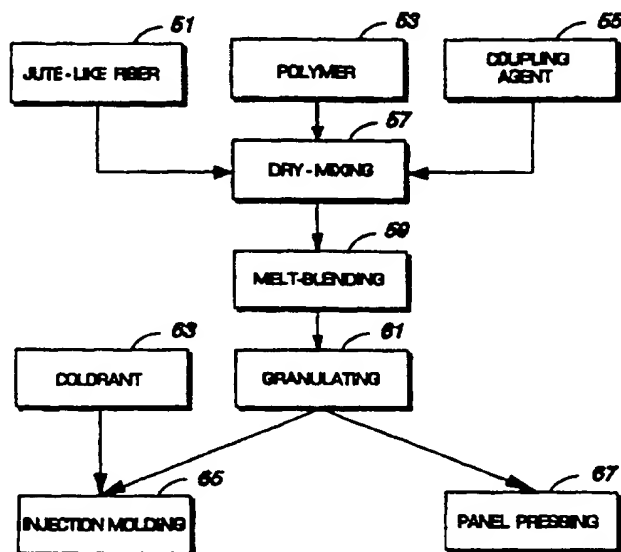 51
53
55
JUTE-LIKE FIBER
POLYMER
COUPLING
AGENT
57
DRY-MIXING
59
MELT-BLENDING
63
61
COLORANT
GRANULATING
65
67
INJECTION MOLDING
PANEL PRESSING